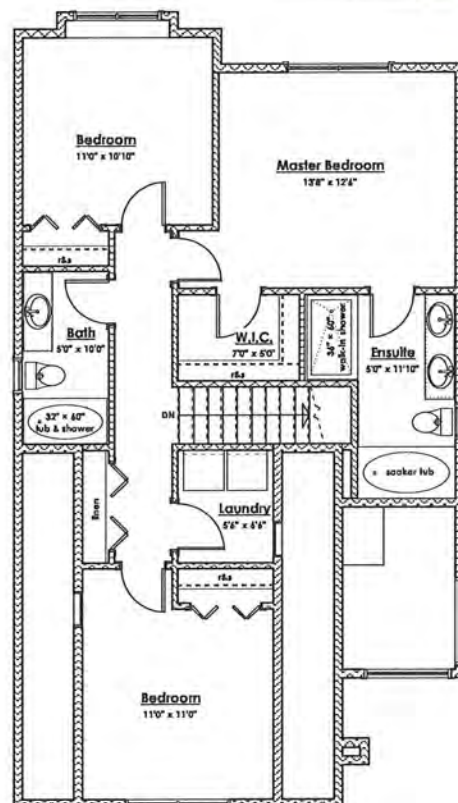 Bedroom
11'0" x 10'10"
Master Bedroom
13'8" x 12'6"
r&s
Bath
5'0" x 10'0"
W.I.C.
7'0" x 5'0"
r&s
36" x 60"
walk-in shower
Ensuite
5'0" x 11'10"
32" x 60"
tub & shower
DN
soaker tub
linen
Laundry
5'6" x 6'6"
r&s
Bedroom
11'0" x 11'0"